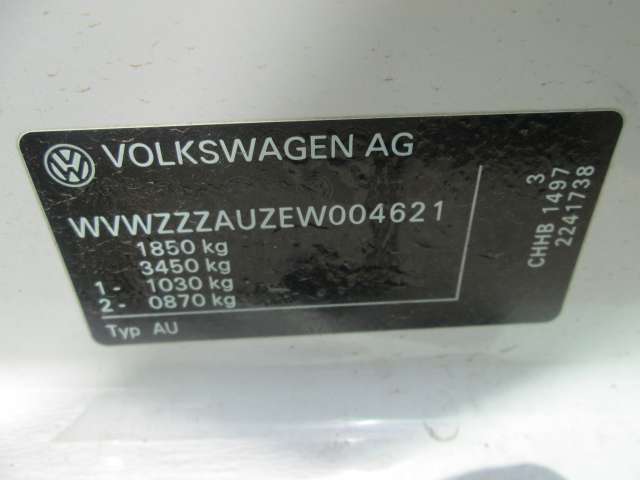 VOLKSWAGEN AG
WVWZZZAUZEW004621
1850 kg
3450 kg
1 - 1030 kg
2 - 0870 kg
Typ AU
3
CHHB 1497
2241738